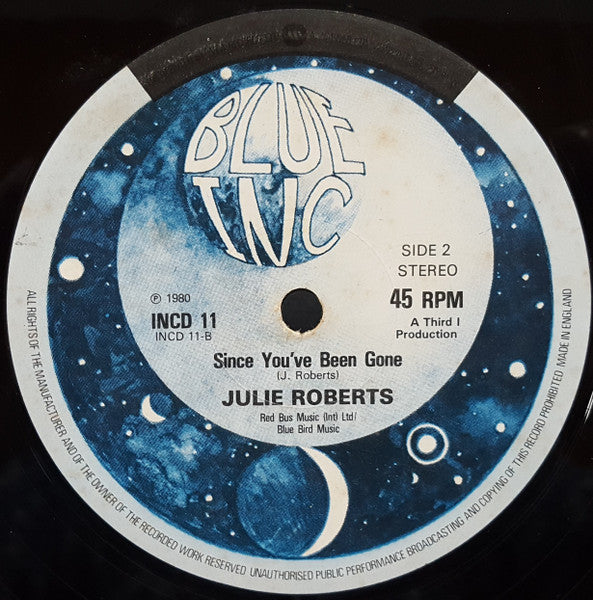 BLUE
INC
SIDE 2
STEREO
℗ 1980
45 RPM
INCD 11
INCD 11-B
A Third I
Production
Since You've Been Gone
(J. Roberts)
JULIE ROBERTS
Red Bus Music (Int) Ltd/
Blue Bird Music
ALL RIGHTS OF THE MANUFACTURER AND OF THE OWNER OF THE RECORDED WORK RESERVED UNAUTHORISED PUBLIC PERFORMANCE BROADCASTING AND COPYING OF THIS RECORD PROHIBITED MADE IN ENGLAND